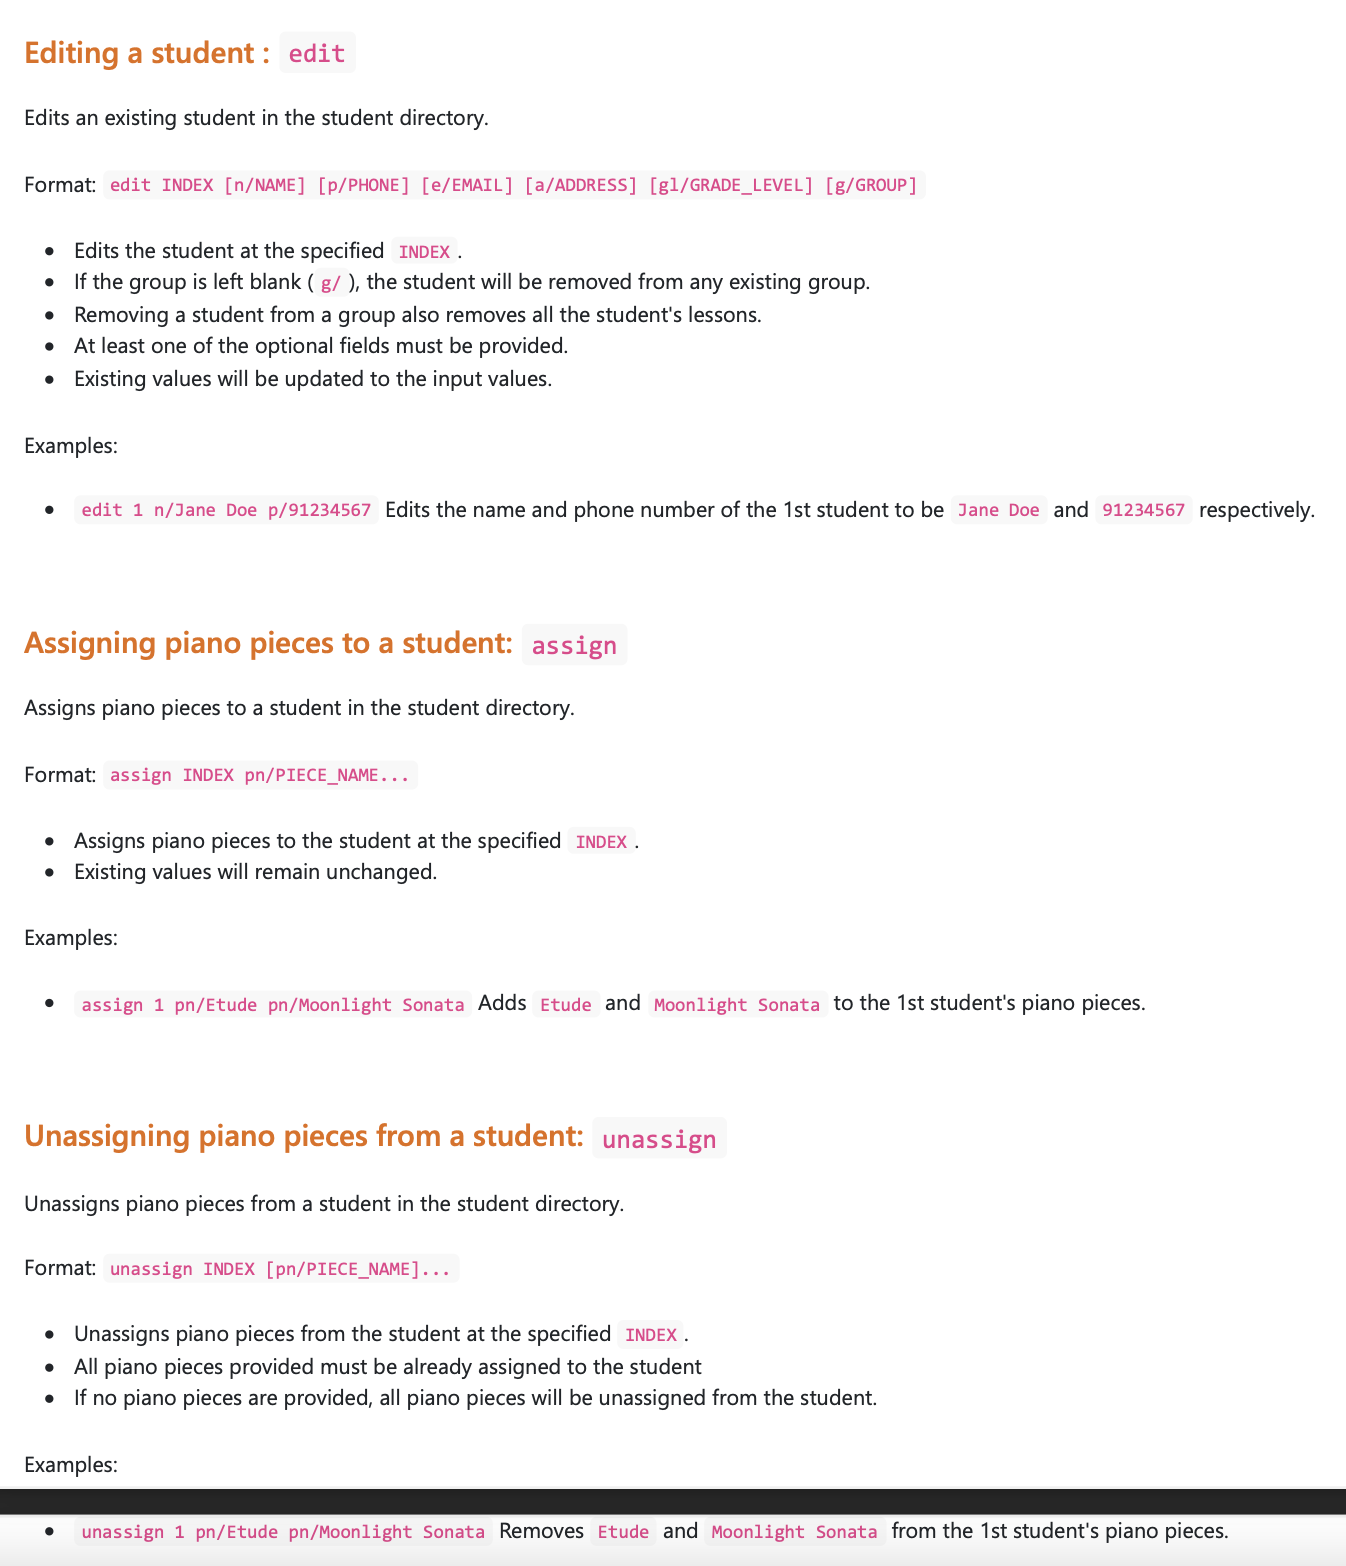 Editing a student : edit
Edits an existing student in the student directory.
Format: edit INDEX [n/NAME] [p/PHONE] [e/EMAIL] [a/ADDRESS] [gl/GRADE_LEVEL] [g/GROUP]
• Edits the student at the specified INDEX .
• If the group is left blank ( g/ ), the student will be removed from any existing group.
• Removing a student from a group also removes all the student's lessons.
• At least one of the optional fields must be provided.
• Existing values will be updated to the input values.
Examples:
• edit 1 n/Jane Doe p/91234567 Edits the name and phone number of the 1st student to be Jane Doe and 91234567 respectively.
Assigning piano pieces to a student: assign
Assigns piano pieces to a student in the student directory.
Format: assign INDEX pn/PIECE_NAME...
• Assigns piano pieces to the student at the specified INDEX .
• Existing values will remain unchanged.
Examples:
• assign 1 pn/Etude pn/Moonlight Sonata Adds Etude and Moonlight Sonata to the 1st student's piano pieces.
Unassigning piano pieces from a student: unassign
Unassigns piano pieces from a student in the student directory.
Format: unassign INDEX [pn/PIECE_NAME]...
• Unassigns piano pieces from the student at the specified INDEX .
• All piano pieces provided must be already assigned to the student
• If no piano pieces are provided, all piano pieces will be unassigned from the student.
Examples:
• unassign 1 pn/Etude pn/Moonlight Sonata Removes Etude and Moonlight Sonata from the 1st student's piano pieces.